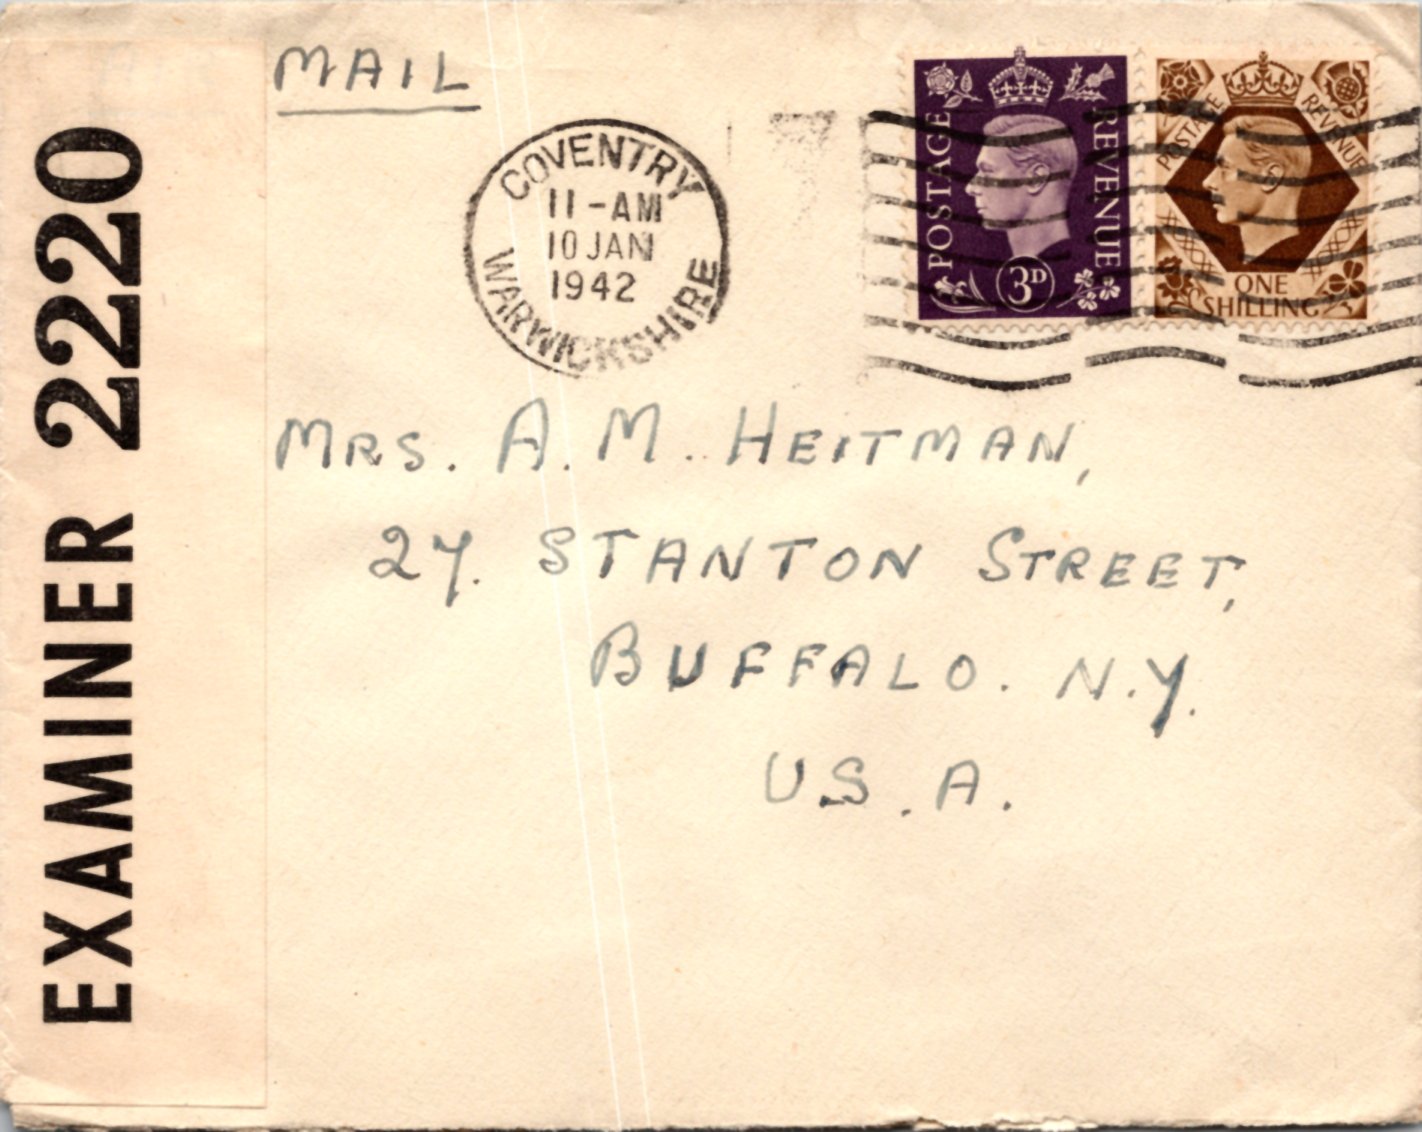 MAIL
EXAMINER 2220
COVENTRY
11-AM
10 JAN
1942
WARWICKSHIRE
POSTAGE REVENUE
3D
POSTAGE REVENUE
ONE
SHILLING
MRS. A. M. HEITMAN,
27. STANTON STREET,
BUFFALO. N.Y.
U.S.A.